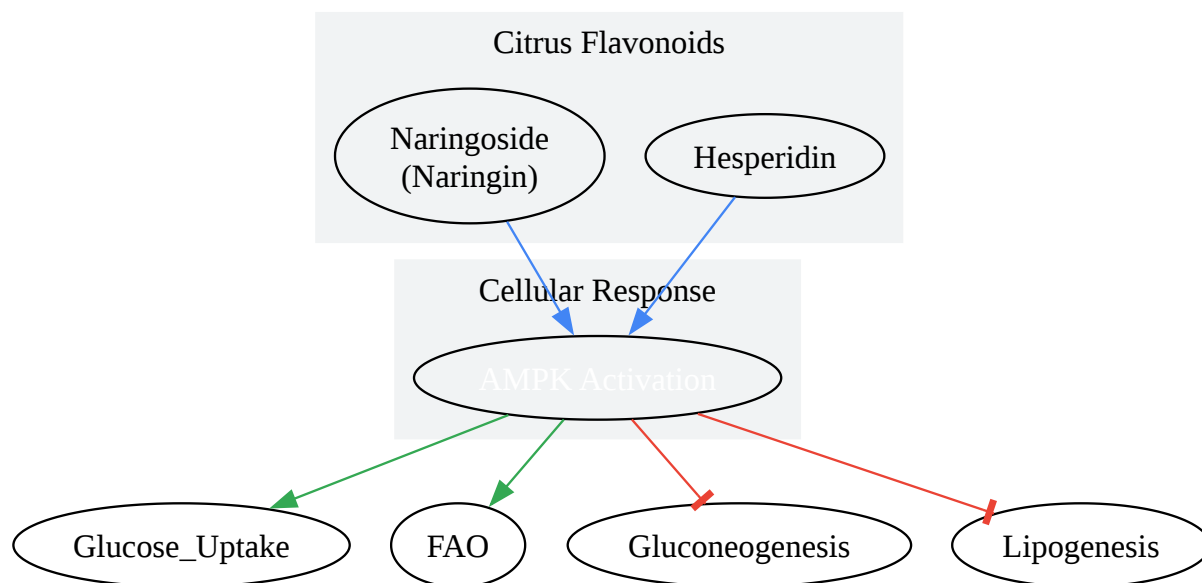 Citrus Flavonoids
Naringoside
(Naringin)
Hesperidin
Cellular Response
AMPK Activation
Glucose_Uptake
FAO
Gluconeogenesis
Lipogenesis